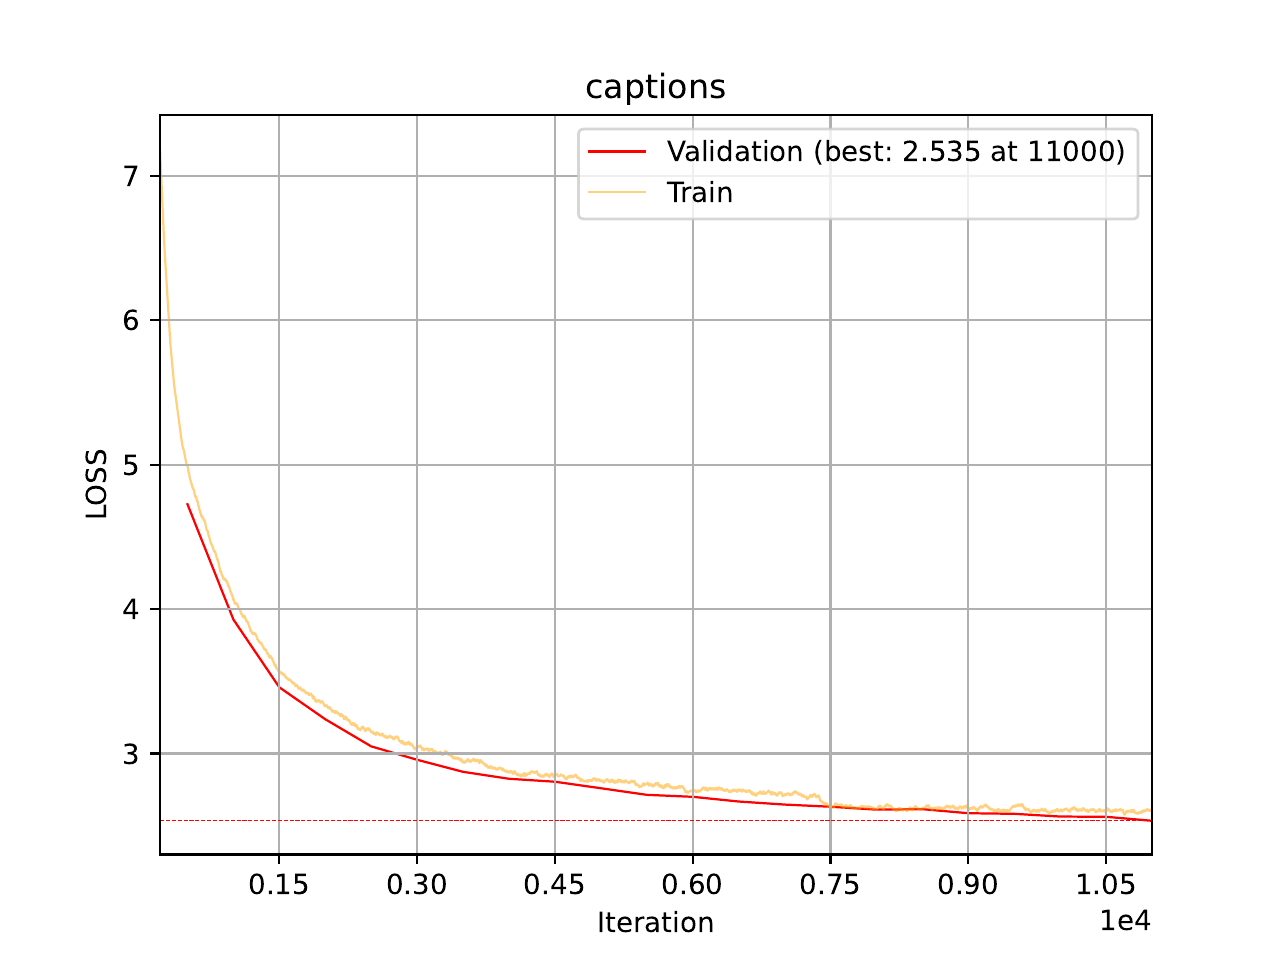 captions
Validation (best: 2.535 at 11000)
Train
LOSS
7
6
5
4
3
0.15 0.30 0.45 0.60 0.75 0.90 1.05
1e4
Iteration